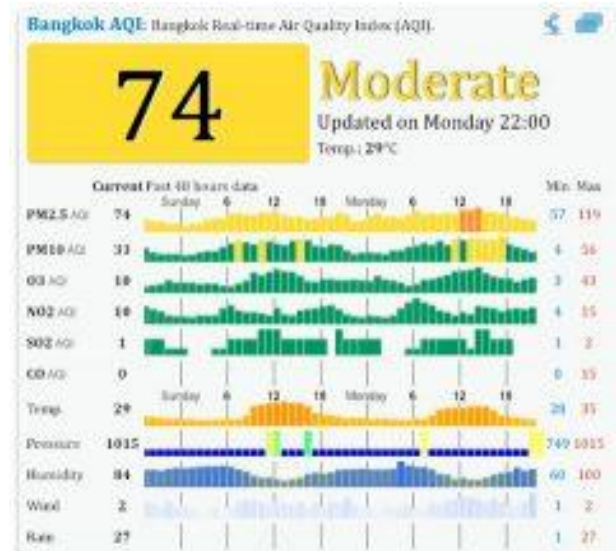 Bangkok AQI: Bangkok Real-time Air Quality Index (AQI).
74
Moderate
Updated on Monday 22:00
Temp.: 29°C
Current Past 48 hours data Min Max
Sunday 6 12 18 Monday 6 12 18
PM2.5 AQI 74 57 119
PM10 AQI 33 4 56
O3 AQI 10 3 43
NO2 AQI 10 4 15
SO2 AQI 1 1 2
CO AQI 0 0 15
Sunday 6 12 18 Monday 6 12 18
Temp. 29 28 35
Pressure 1015 749 1015
Humidity 84 60 100
Wind 2 1 2
Rain 27 1 27